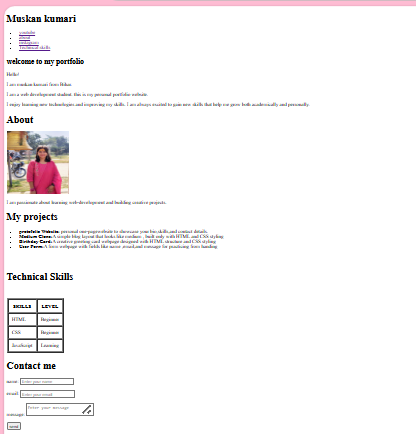 Muskan kumari
youtube
about
instagram
Technical skills
welcome to my portfolio
Hello!
I am muskan kumari from Bihar.
I am a web development student. this is my personal portfolio website.
I enjoy learning new technologies and improving my skills. I am always excited to gain new skills that help me grow both academically and personally.
About
I am passionate about learning web-development and building creative projects.
My projects
Website: personal one-page website to showcase your bio, skills, and contact details.
Medium Clone: A simple blog layout that looks like medium , built only with HTML and CSS styling
Birthday Card: A creative greeting card webpage designed with HTML structure and CSS styling
User Form: A form webpage with fields like name, email, and message for practicing form handling
Technical Skills
SKILLS LEVEL
HTML Beginner
CSS Beginner
JavaScript Learning
Contact me
name: Enter your name
email: Enter your email
message: Enter your message
send